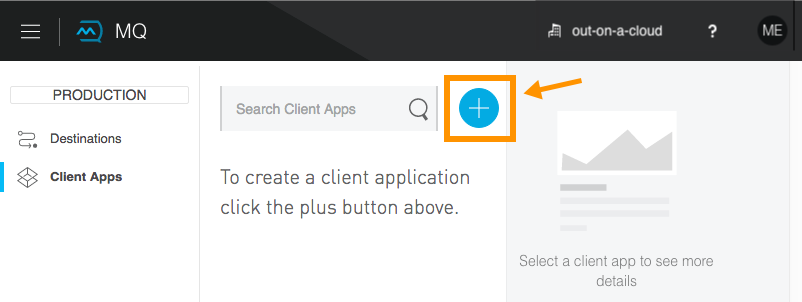 MQ
out-on-a-cloud
?
ME
PRODUCTION
Destinations
Client Apps
Search Client Apps
To create a client application
click the plus button above.
Select a client app to see more
details